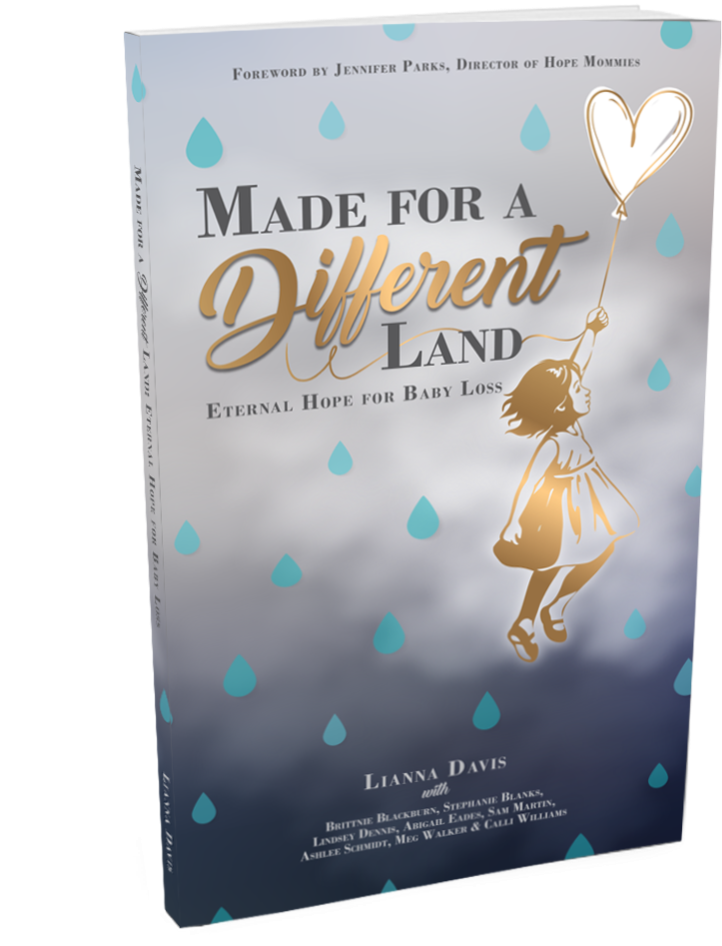 Foreword by Jennifer Parks, Director of Hope Mommies
Made for a
Different
Land
Eternal Hope for Baby Loss
Lianna Davis
with
Brittnie Blackburn, Stephanie Blanks,
Lindsey Dennis, Abigail Eades, Sam Martin,
Ashlee Schmidt, Meg Walker & Calli Williams
Made for a Different Land: Eternal Hope for Baby Loss
Lianna Davis